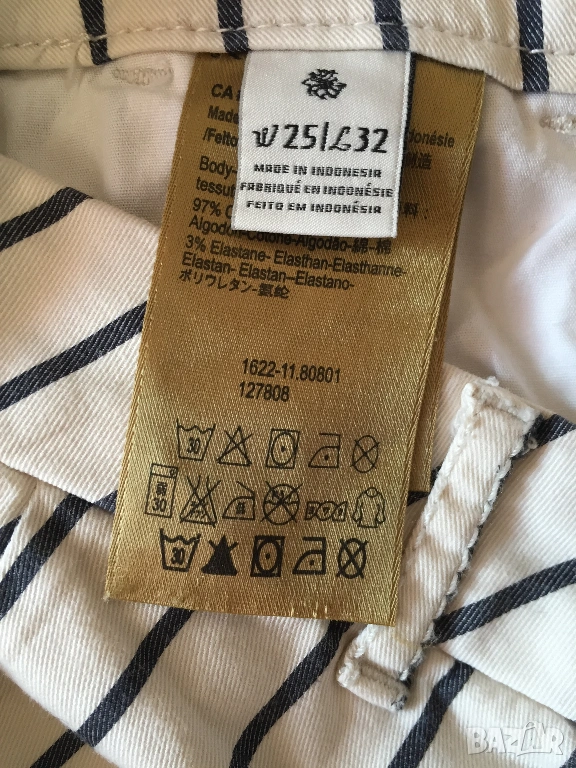 W25/L32
MADE IN INDONESIA
FABRIQUÉ EN INDONÉSIE
FEITO EM INDONÉSIA
CA
Made
/Feito
donésie
Body-
tessut
97% C
Algodón-Cotone-Algodão-綿-棉
3% Elastane- Elasthan-Elasthanne-
Elastan- Elastan--Elastano-
ポリウレタン-氨纶
1622-11.80801
127808
30
30
30
BAZAR